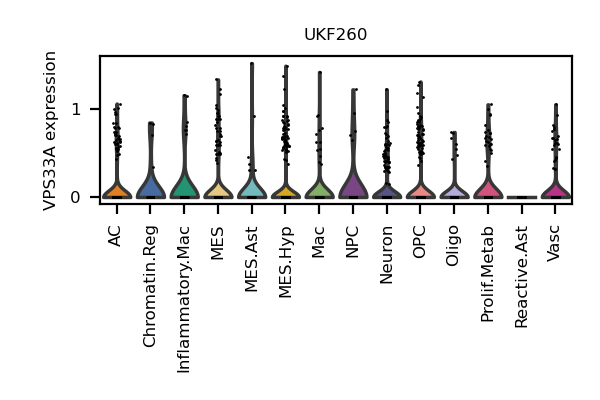 UKF260
VPS33A expression
1
0
AC
Chromatin.Reg
Inflammatory.Mac
MES
MES.Ast
MES.Hyp
Mac
NPC
Neuron
OPC
Oligo
Prolif.Metab
Reactive.Ast
Vasc